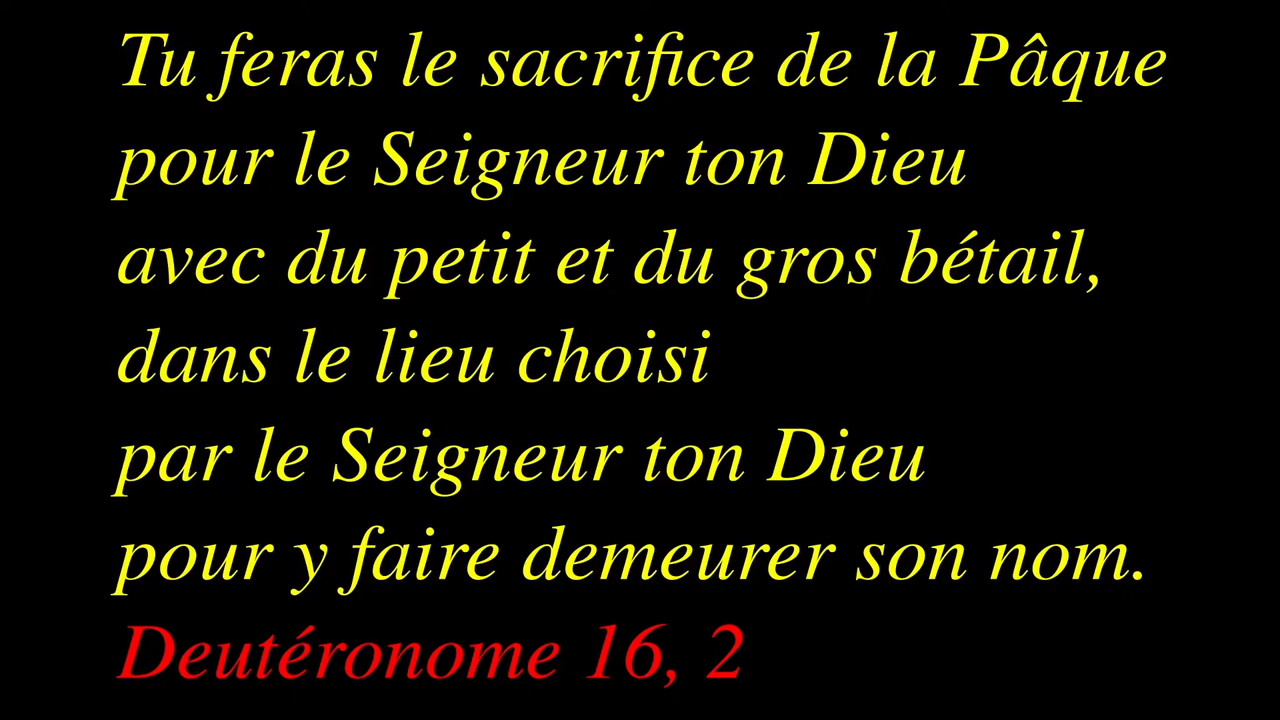 Tu feras le sacrifice de la Pâque
pour le Seigneur ton Dieu
avec du petit et du gros bétail,
dans le lieu choisi
par le Seigneur ton Dieu
pour y faire demeurer son nom.
Deutéronome 16, 2